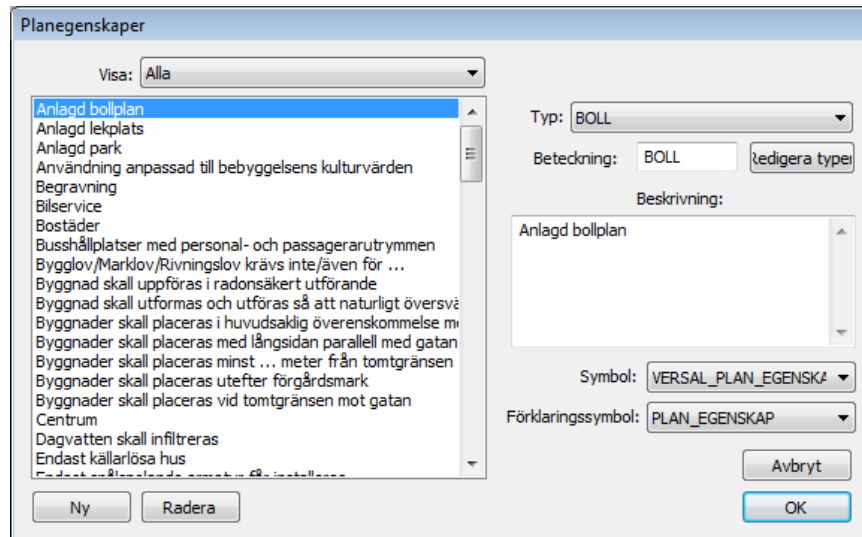 Planegenskaper
Visa: Alla
Anlagd bollplan
Anlagd lekplats
Anlagd park
Användning anpassad till bebyggelsens kulturvärden
Begravning
Bilservice
Bostäder
Busshållplatser med personal- och passagerarutrymmen
Bygglov/Marklov/Rivningslov krävs inte/även för ...
Byggnad skall uppföras i radonsäkert utförande
Byggnad skall utformas och utföras så att naturligt översvä
Byggnader skall placeras i huvudsaklig överenskommelse m
Byggnader skall placeras med långsidan parallell med gatan
Byggnader skall placeras minst ... meter från tomtgränsen
Byggnader skall placeras utefter förgårdsmark
Byggnader skall placeras vid tomtgränsen mot gatan
Centrum
Dagvatten skall infiltreras
Endast källarlösa hus
Ny
Radera
Typ: BOLL
Beteckning: BOLL
Redigera typer
Beskrivning:
Anlagd bollplan
Symbol: VERSAL_PLAN_EGENSKA
Förklaringssymbol: PLAN_EGENSKAP
Avbryt
OK